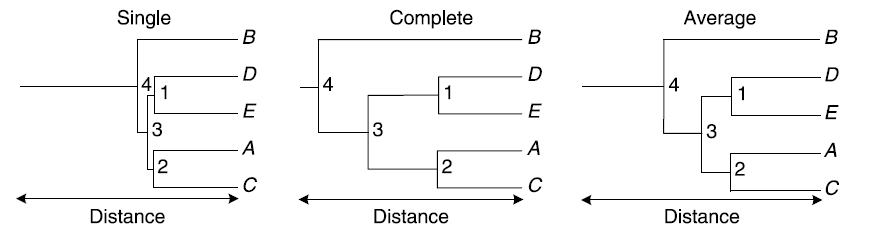 Single Complete Average
B B B
D D D
4 1 4 1 4 1
E E E
3 3 3
A A A
2 2 2
C C C
Distance Distance Distance